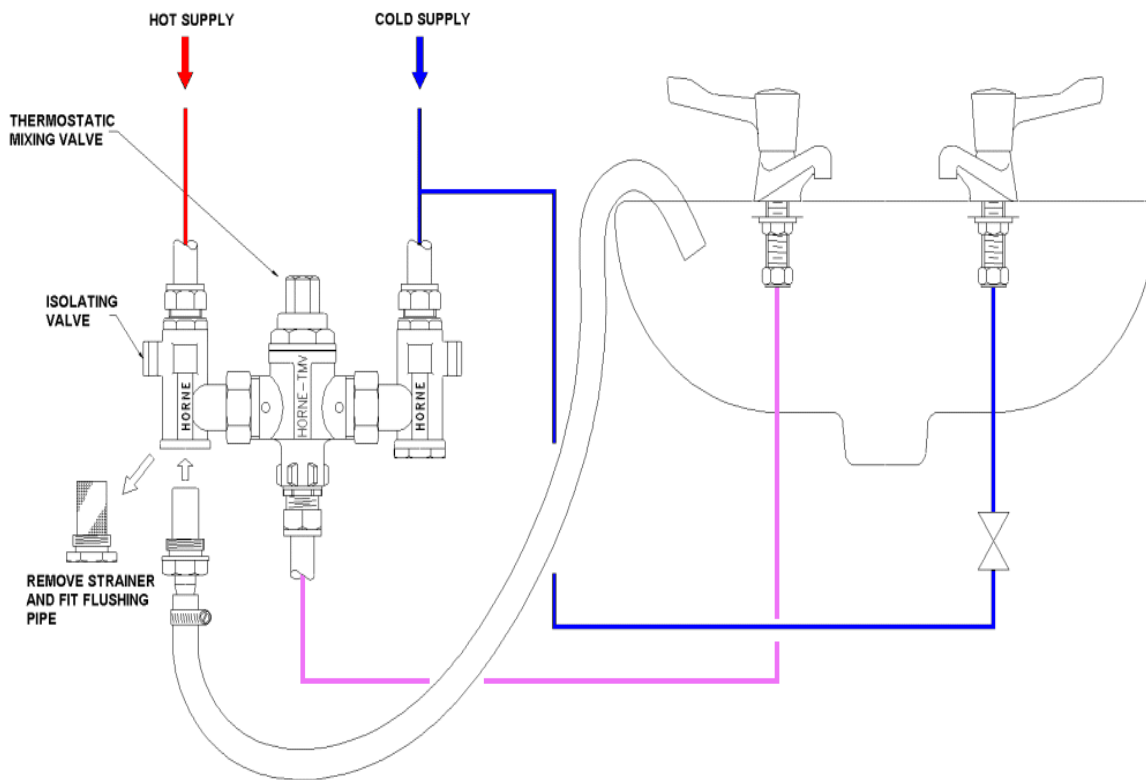 HOT SUPPLY
COLD SUPPLY
THERMOSTATIC
MIXING VALVE
ISOLATING
VALVE
HORNE
HORNE-TMV
HORNE
REMOVE STRAINER
AND FIT FLUSHING
PIPE